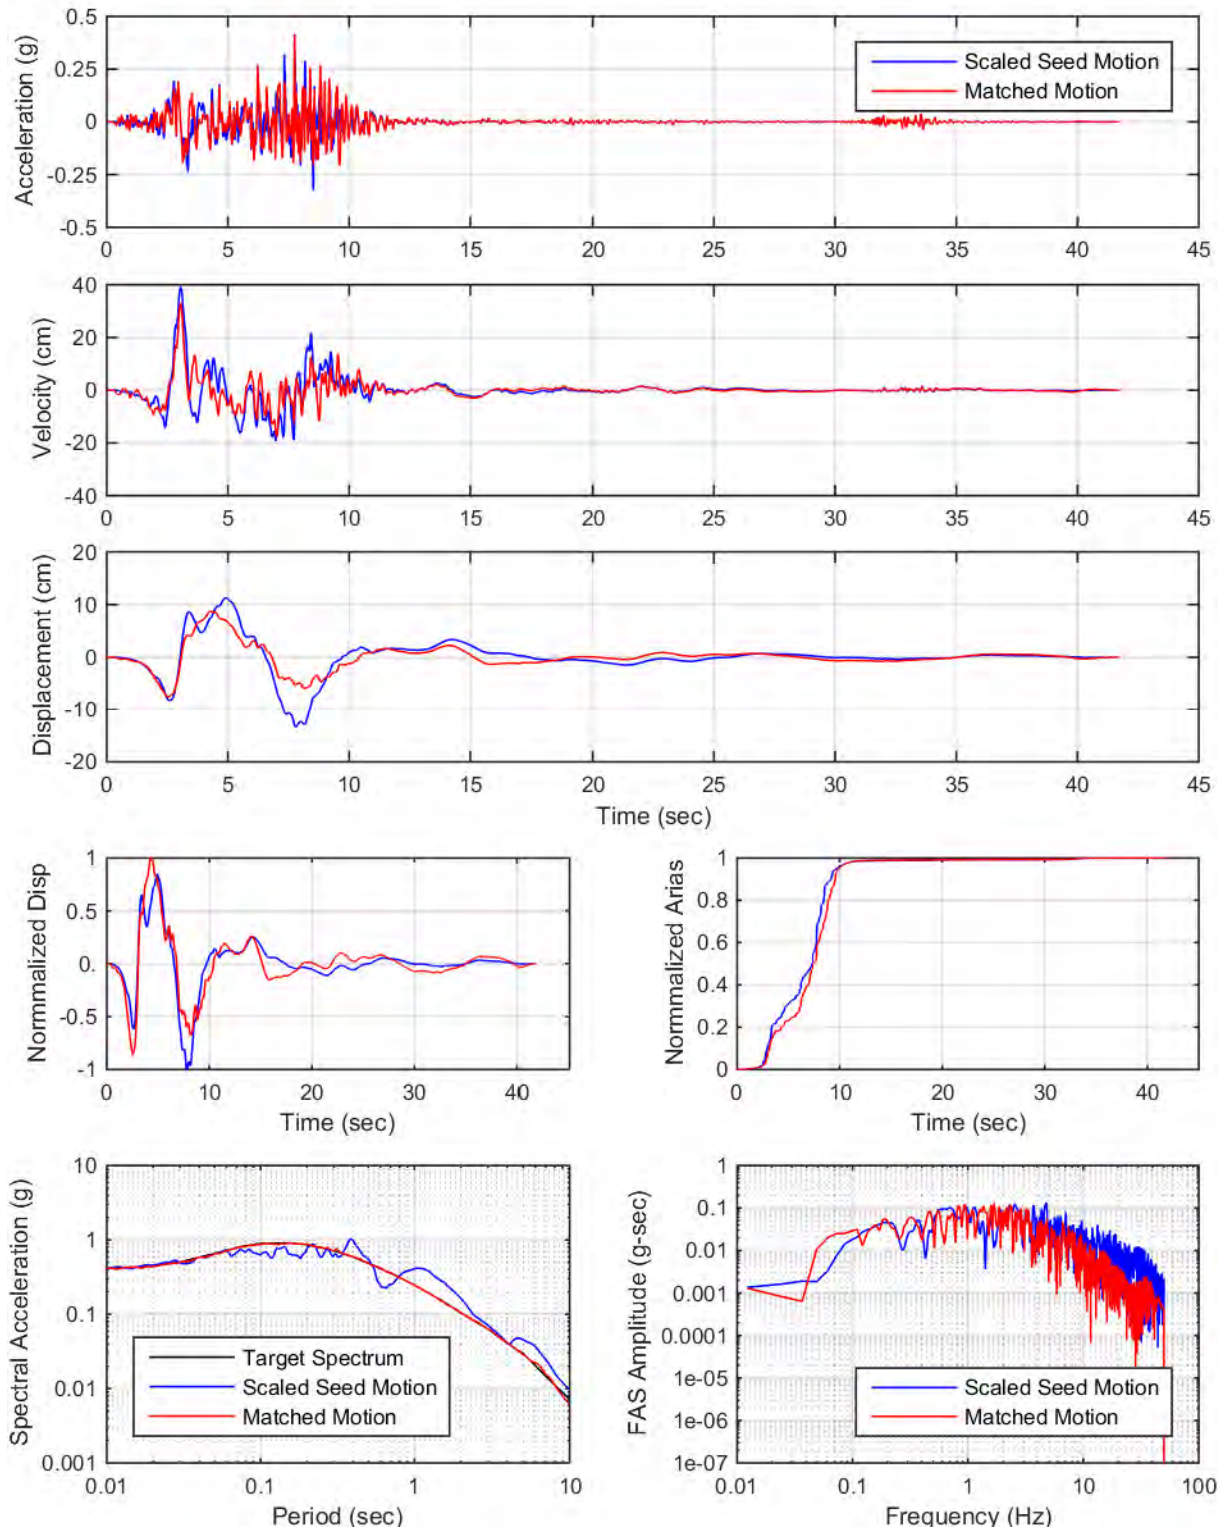 Acceleration (g)
0.5
0.25
0
-0.25
-0.5
Scaled Seed Motion
Matched Motion
0 5 10 15 20 25 30 35 40 45
Velocity (cm)
40
20
0
-20
-40
0 5 10 15 20 25 30 35 40 45
Displacement (cm)
20
10
0
-10
-20
0 5 10 15 20 25 30 35 40 45
Time (sec)
Normmalized Disp
1
0.5
0
-0.5
-1
0 10 20 30 40
Time (sec)
Normmalized Arias
1
0.8
0.6
0.4
0.2
0
0 10 20 30 40
Time (sec)
Spectral Acceleration (g)
10
1
0.1
0.01
0.001
Target Spectrum
Scaled Seed Motion
Matched Motion
0.01 0.1 1 10
Period (sec)
FAS Amplitude (g-sec)
1
0.1
0.01
0.001
0.0001
1e-05
1e-06
1e-07
Scaled Seed Motion
Matched Motion
0.01 0.1 1 10 100
Frequency (Hz)